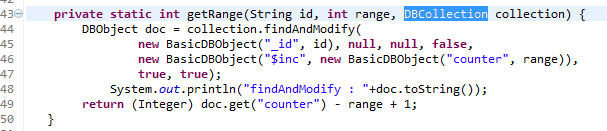 43 private static int getRange(String id, int range, DBCollection collection) {
44 DBObject doc = collection.findAndModify(
45 new BasicDBObject("_id", id), null, null, false,
46 new BasicDBObject("$inc", new BasicDBObject("counter", range)),
47 true, true);
48 System.out.println("findAndModify : "+doc.toString());
49 return (Integer) doc.get("counter") - range + 1;
50 }